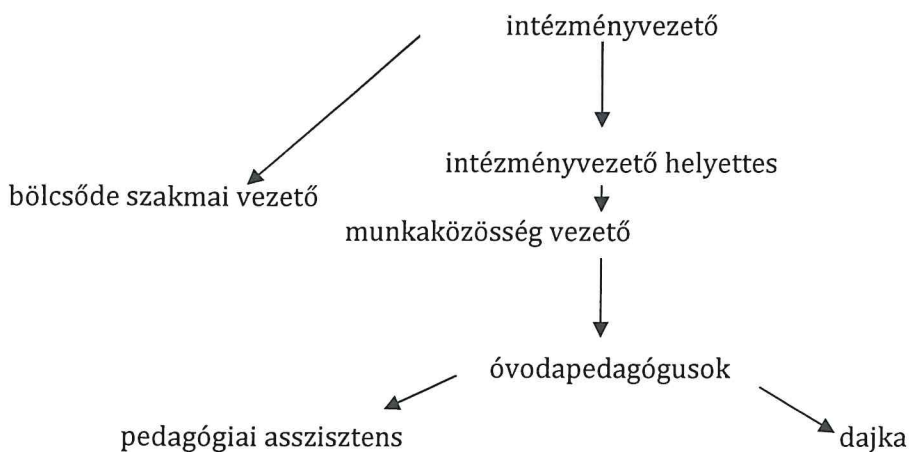 intézményvezető
intézményvezető helyettes
bölcsőde szakmai vezető
munkaközösség vezető
óvodapedagógusok
pedagógiai asszisztens
dajka